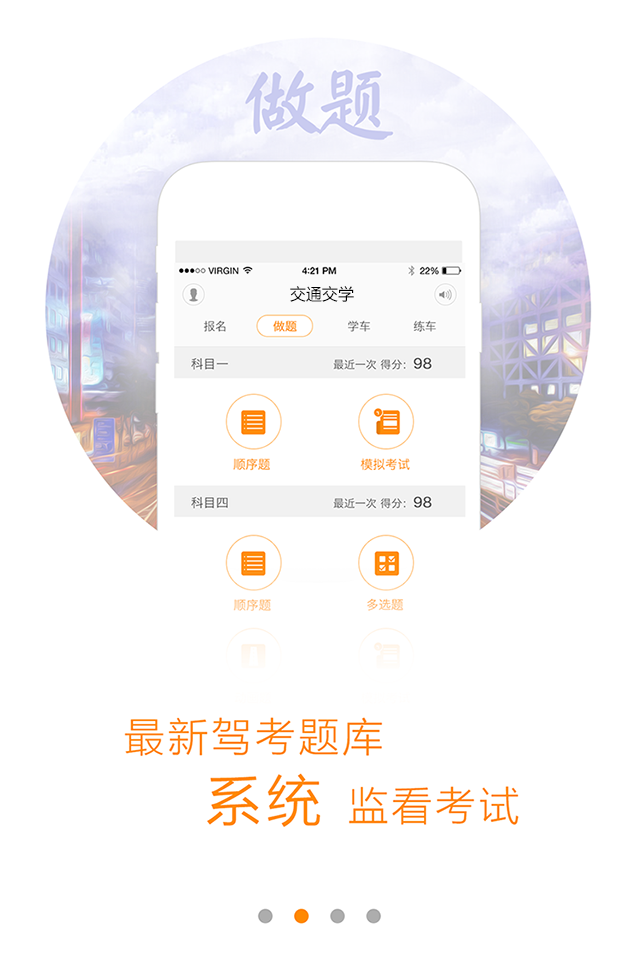 做题
VIRGIN 4:21 PM 22%
交通交学
报名 做题 学车 练车
科目一 最近一次 得分：98
顺序题 模拟考试
科目四 最近一次 得分：98
顺序题 多选题
最新驾考题库
系统 监看考试